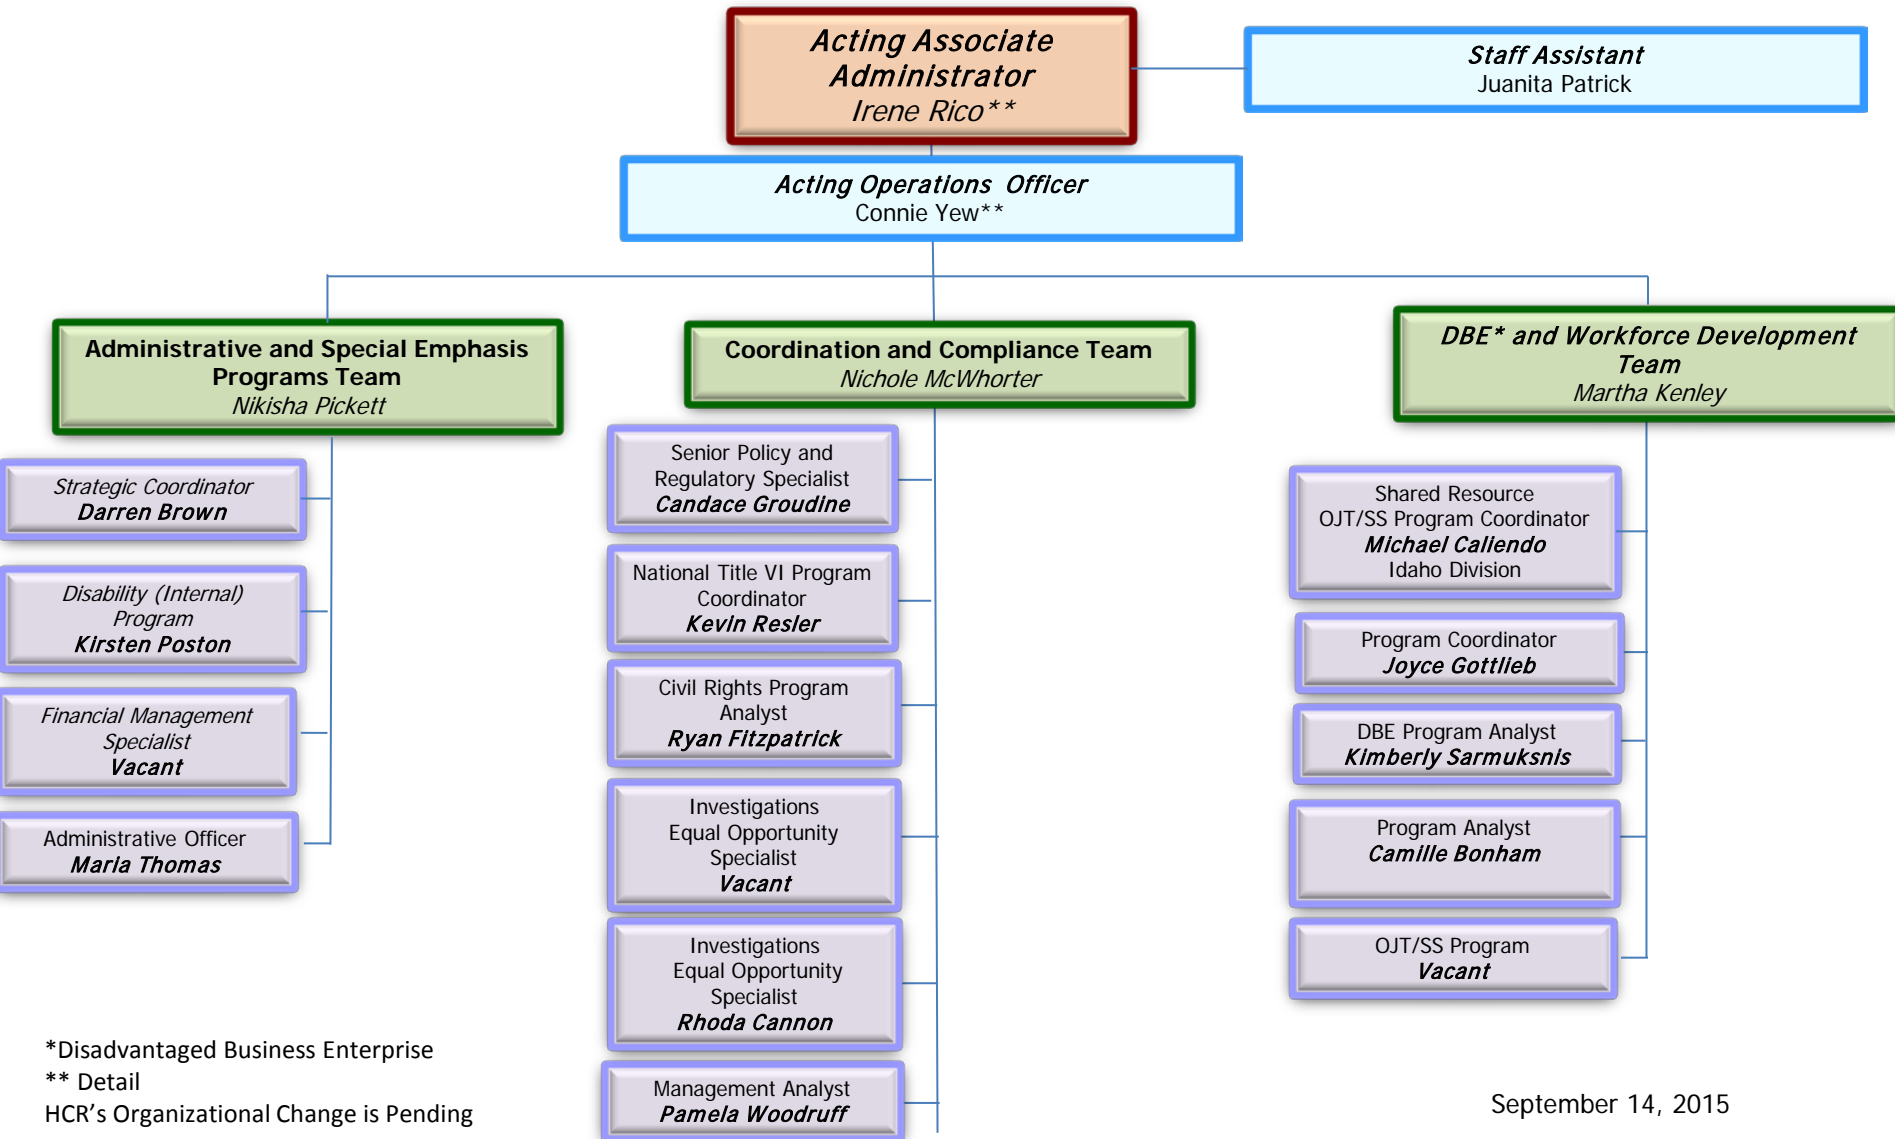 Acting Associate
Administrator
Irene Rico**
Staff Assistant
Juanita Patrick
Acting Operations  Officer
Connie Yew**
Administrative and Special Emphasis
Programs Team
Nikisha Pickett
Strategic Coordinator
Darren Brown
Disability (Internal)
Program
Kirsten Poston
Financial Management
Specialist
Vacant
Administrative Officer
Maria Thomas
Coordination and Compliance Team
Nichole McWhorter
Senior Policy and
Regulatory Specialist
Candace Groudine
National Title VI Program
Coordinator
Kevin Resler
Civil Rights Program
Analyst
Ryan Fitzpatrick
Investigations
Equal Opportunity
Specialist
Vacant
Investigations
Equal Opportunity
Specialist
Rhoda Cannon
Management Analyst
Pamela Woodruff
DBE* and Workforce Development
Team
Martha Kenley
Shared Resource
OJT/SS Program Coordinator
Michael Caliendo
Idaho Division
Program Coordinator
Joyce Gottlieb
DBE Program Analyst
Kimberly Sarmuksnis
Program Analyst
Camille Bonham
OJT/SS Program
Vacant
*Disadvantaged Business Enterprise
** Detail
HCR’s Organizational Change is Pending
September 14, 2015